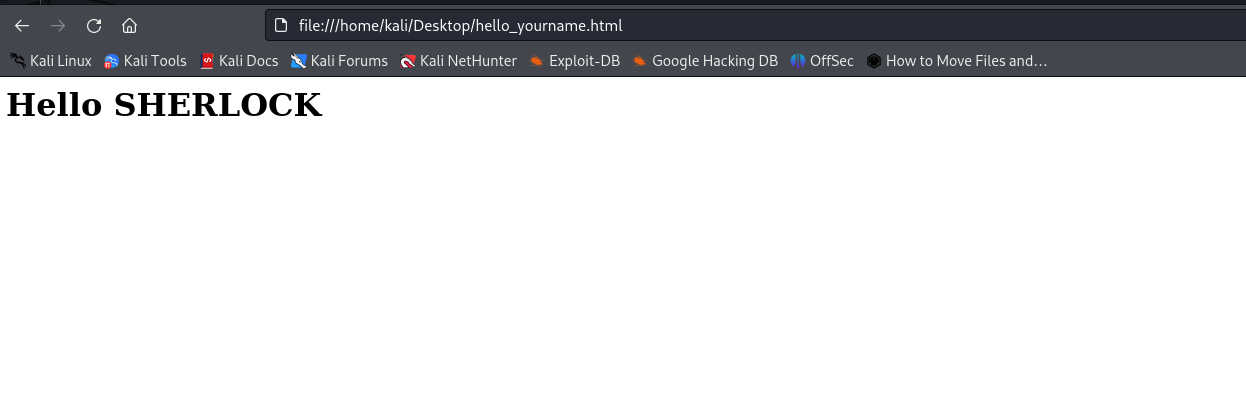 file:///home/kali/Desktop/hello_yourname.html
Kali Linux Kali Tools Kali Docs Kali Forums Kali NetHunter Exploit-DB Google Hacking DB OffSec How to Move Files and...
Hello SHERLOCK